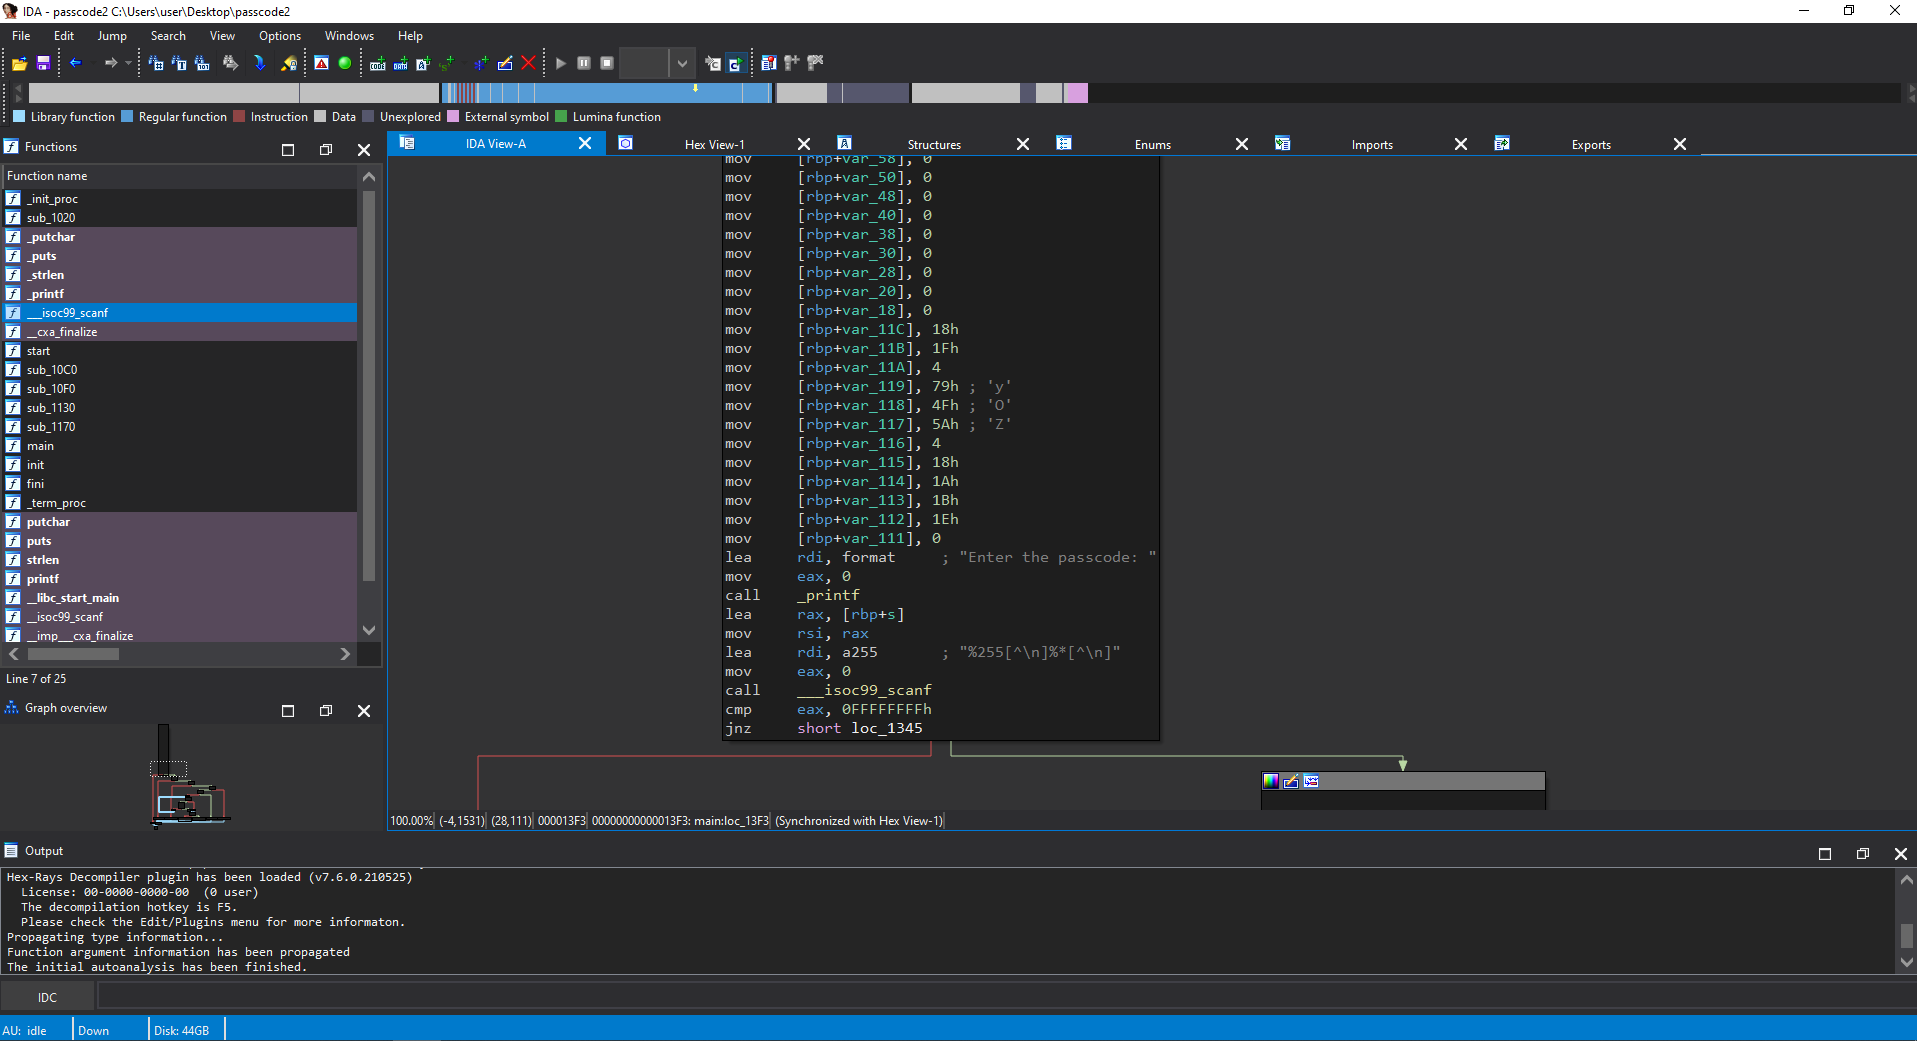 IDA - passcode2 C:\Users\user\Desktop\passcode2
File Edit Jump Search View Options Windows Help
Library function Regular function Instruction Data Unexplored External symbol Lumina function
Functions
Function name
_init_proc
sub_1020
_putchar
_puts
_strlen
_printf
___isoc99_scanf
__cxa_finalize
start
sub_10C0
sub_10F0
sub_1130
sub_1170
main
init
fini
_term_proc
putchar
puts
strlen
printf
__libc_start_main
__isoc99_scanf
__imp___cxa_finalize
Line 7 of 25
Graph overview
IDA View-A Hex View-1 Structures Enums Imports Exports
mov [rbp+var_58], 0
mov [rbp+var_50], 0
mov [rbp+var_48], 0
mov [rbp+var_40], 0
mov [rbp+var_38], 0
mov [rbp+var_30], 0
mov [rbp+var_28], 0
mov [rbp+var_20], 0
mov [rbp+var_18], 0
mov [rbp+var_11C], 18h
mov [rbp+var_11B], 1Fh
mov [rbp+var_11A], 4
mov [rbp+var_119], 79h ; 'y'
mov [rbp+var_118], 4Fh ; 'O'
mov [rbp+var_117], 5Ah ; 'Z'
mov [rbp+var_116], 4
mov [rbp+var_115], 18h
mov [rbp+var_114], 1Ah
mov [rbp+var_113], 1Bh
mov [rbp+var_112], 1Eh
mov [rbp+var_111], 0
lea rdi, format ; "Enter the passcode: "
mov eax, 0
call _printf
lea rax, [rbp+s]
mov rsi, rax
lea rdi, a255 ; "%255[^\n]%*[^\n]"
mov eax, 0
call ___isoc99_scanf
cmp eax, 0FFFFFFFFh
jnz short loc_1345
100.00% (-4,1531) (28,111) 000013F3 00000000000013F3: main:loc_13F3 (Synchronized with Hex View-1)
Output
Hex-Rays Decompiler plugin has been loaded (v7.6.0.210525)
License: 00-0000-0000-00 (0 user)
The decompilation hotkey is F5.
Please check the Edit/Plugins menu for more informaton.
Propagating type information...
Function argument information has been propagated
The initial autoanalysis has been finished.
IDC
AU: idle Down Disk: 44GB